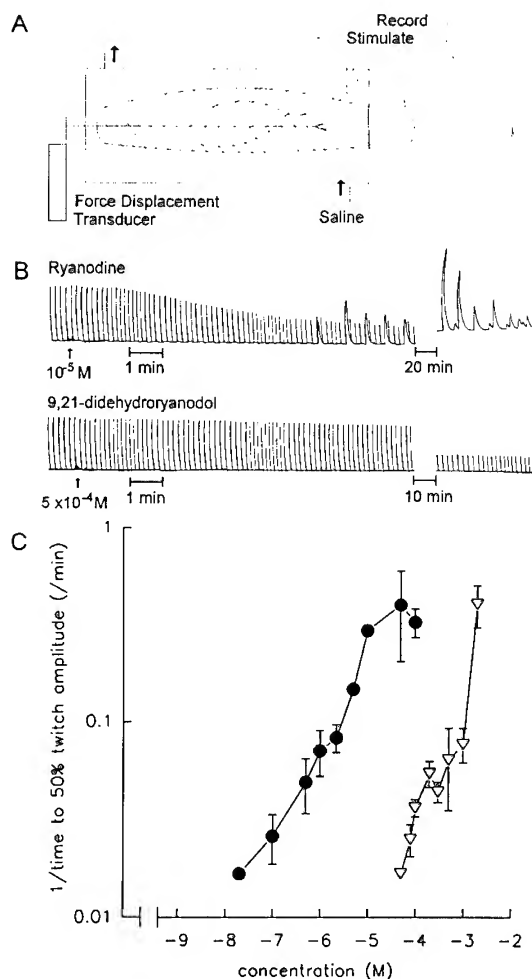 A
Record
Stimulate
Force Displacement
Transducer
Saline
B
Ryanodine
10⁻⁵ M
1 min
20 min
9,21-didehydroryanodol
5 x10⁻⁴ M
1 min
10 min
C
1/time to 50% twitch amplitude (/min)
1
0.1
0.01
−9 −8 −7 −6 −5 −4 −3 −2
concentration (M)